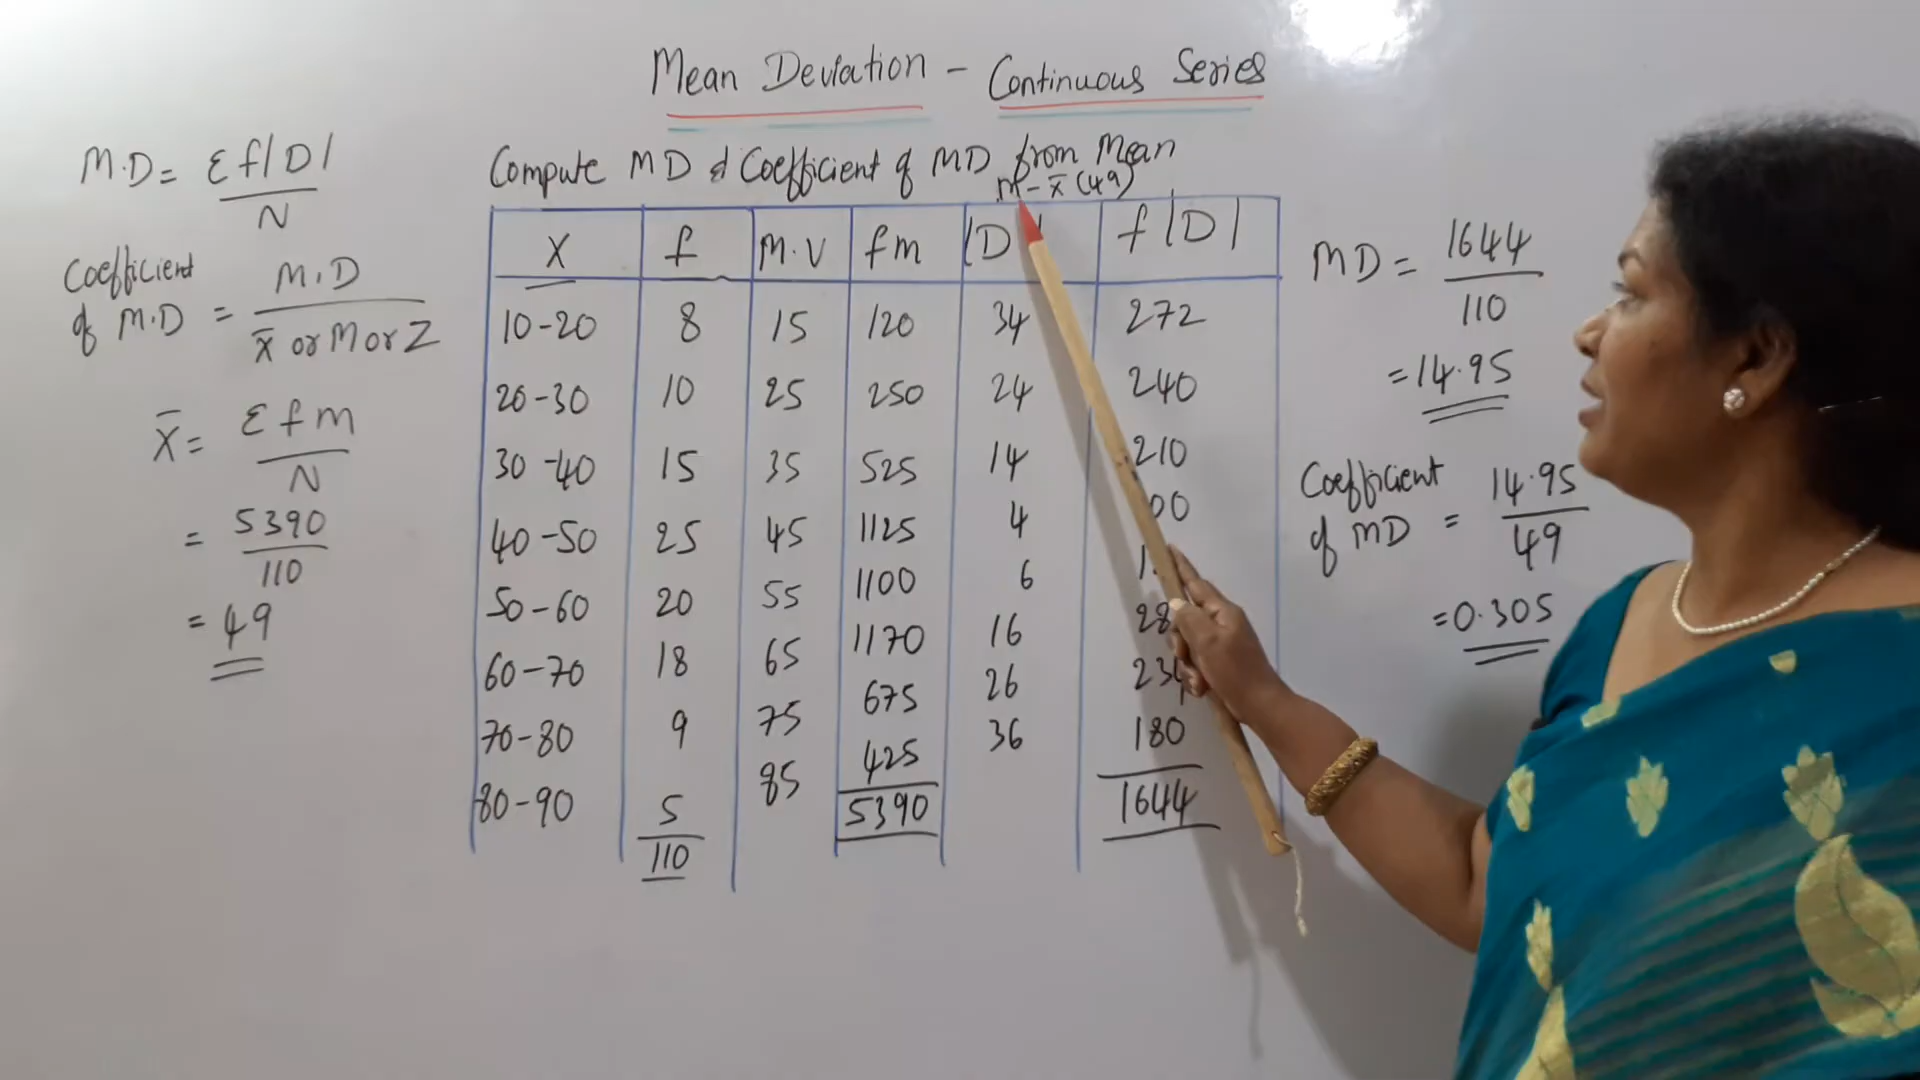 Mean Deviation - Continuous Series
Compute MD & Coefficient of MD from Mean
M.D = Σf|D| / N
Coefficient of M.D = M.D / x̄ or M or Z
X̄ = Σfm / N
= 5390 / 110
= 49
m - x̄ (49)
X f M.V fm |D| f|D|
10-20 8 15 120 34 272
20-30 10 25 250 24 240
30-40 15 35 525 14 210
40-50 25 45 1125 4
50-60 20 55 1100 6
60-70 18 65 1170 16
70-80 9 75 675 26 234
80-90 5 85 425 36 180
110 5390 1644
MD = 1644 / 110
= 14.95
Coefficient of MD = 14.95 / 49
= 0.305